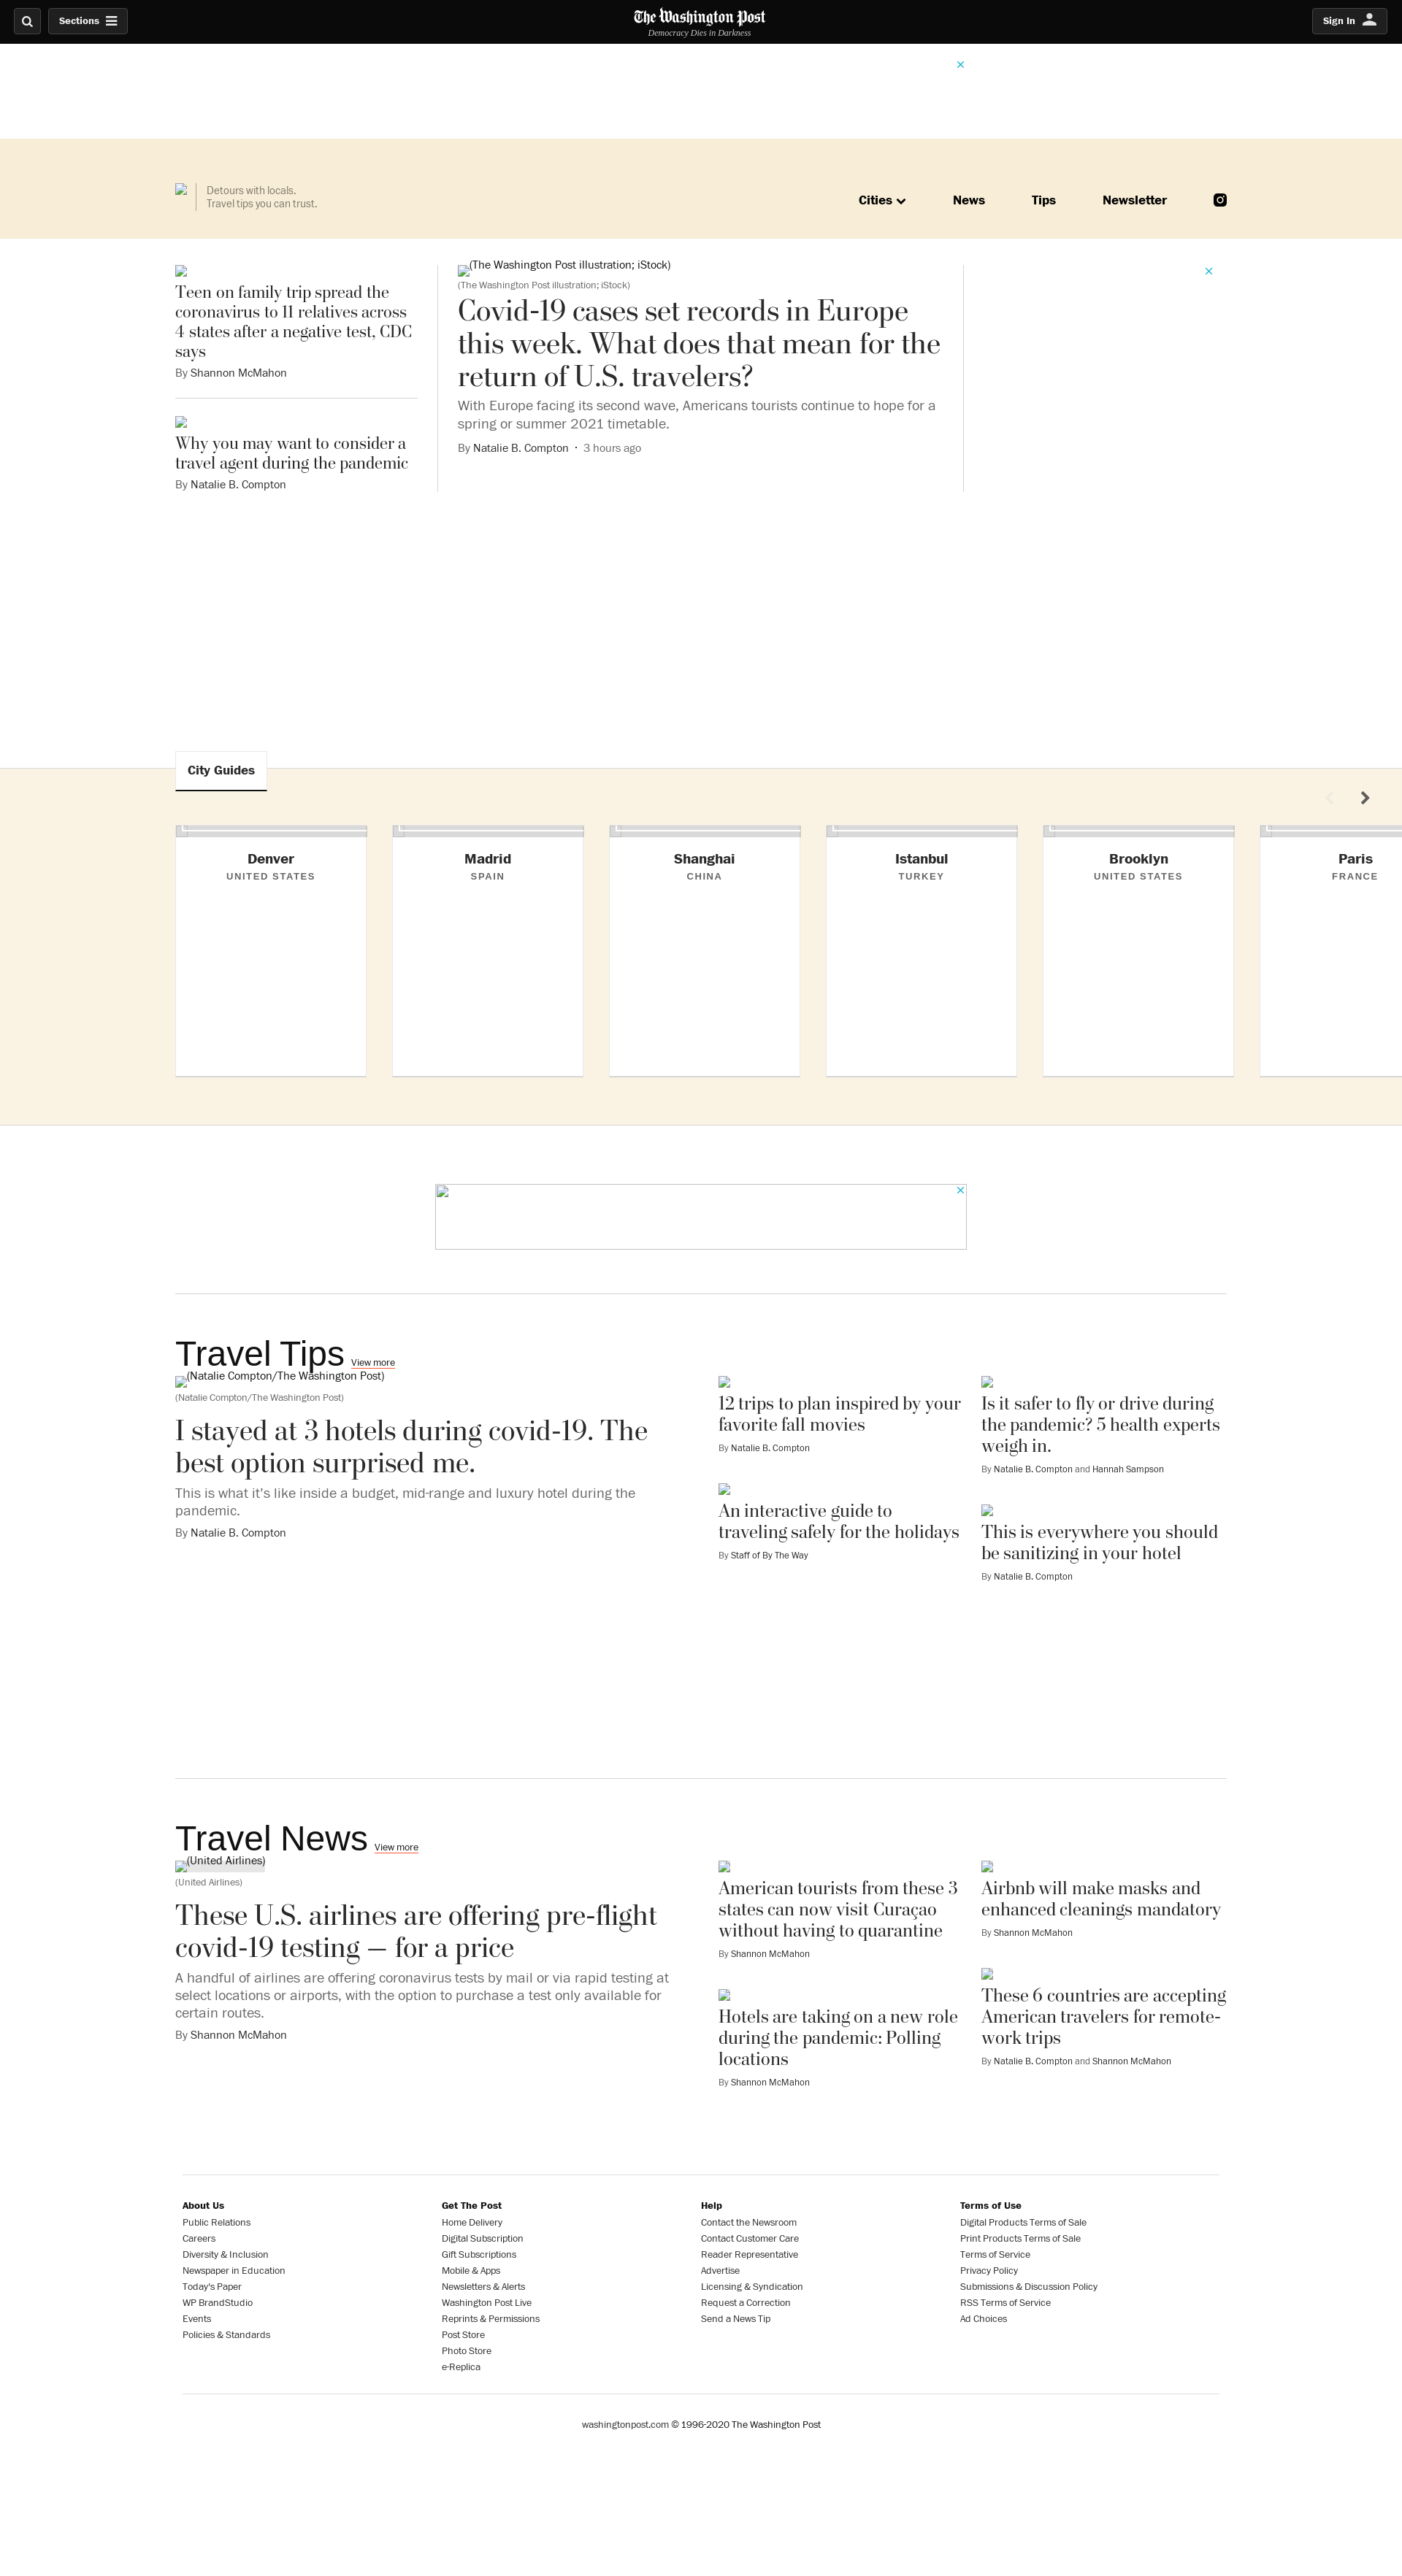 Sections
The Washington Post
Democracy Dies in Darkness
Sign In
Detours with locals.
Travel tips you can trust.
Cities
News
Tips
Newsletter
Teen on family trip spread the
coronavirus to 11 relatives across
4 states after a negative test, CDC
says
By Shannon McMahon
Why you may want to consider a
travel agent during the pandemic
By Natalie B. Compton
(The Washington Post illustration; iStock)
(The Washington Post illustration; iStock)
Covid-19 cases set records in Europe
this week. What does that mean for the
return of U.S. travelers?
With Europe facing its second wave, Americans tourists continue to hope for a
spring or summer 2021 timetable.
By Natalie B. Compton · 3 hours ago
City Guides
Denver
UNITED STATES
Madrid
SPAIN
Shanghai
CHINA
Istanbul
TURKEY
Brooklyn
UNITED STATES
Paris
FRANCE
Travel Tips View more
(Natalie Compton/The Washington Post)
(Natalie Compton/The Washington Post)
I stayed at 3 hotels during covid-19. The
best option surprised me.
This is what it's like inside a budget, mid-range and luxury hotel during the
pandemic.
By Natalie B. Compton
12 trips to plan inspired by your
favorite fall movies
By Natalie B. Compton
An interactive guide to
traveling safely for the holidays
By Staff of By The Way
Is it safer to fly or drive during
the pandemic? 5 health experts
weigh in.
By Natalie B. Compton and Hannah Sampson
This is everywhere you should
be sanitizing in your hotel
By Natalie B. Compton
Travel News View more
(United Airlines)
(United Airlines)
These U.S. airlines are offering pre-flight
covid-19 testing — for a price
A handful of airlines are offering coronavirus tests by mail or via rapid testing at
select locations or airports, with the option to purchase a test only available for
certain routes.
By Shannon McMahon
American tourists from these 3
states can now visit Curaçao
without having to quarantine
By Shannon McMahon
Hotels are taking on a new role
during the pandemic: Polling
locations
By Shannon McMahon
Airbnb will make masks and
enhanced cleanings mandatory
By Shannon McMahon
These 6 countries are accepting
American travelers for remote-
work trips
By Natalie B. Compton and Shannon McMahon
About Us
Public Relations
Careers
Diversity & Inclusion
Newspaper in Education
Today's Paper
WP BrandStudio
Events
Policies & Standards
Get The Post
Home Delivery
Digital Subscription
Gift Subscriptions
Mobile & Apps
Newsletters & Alerts
Washington Post Live
Reprints & Permissions
Post Store
Photo Store
e-Replica
Help
Contact the Newsroom
Contact Customer Care
Reader Representative
Advertise
Licensing & Syndication
Request a Correction
Send a News Tip
Terms of Use
Digital Products Terms of Sale
Print Products Terms of Sale
Terms of Service
Privacy Policy
Submissions & Discussion Policy
RSS Terms of Service
Ad Choices
washingtonpost.com © 1996-2020 The Washington Post